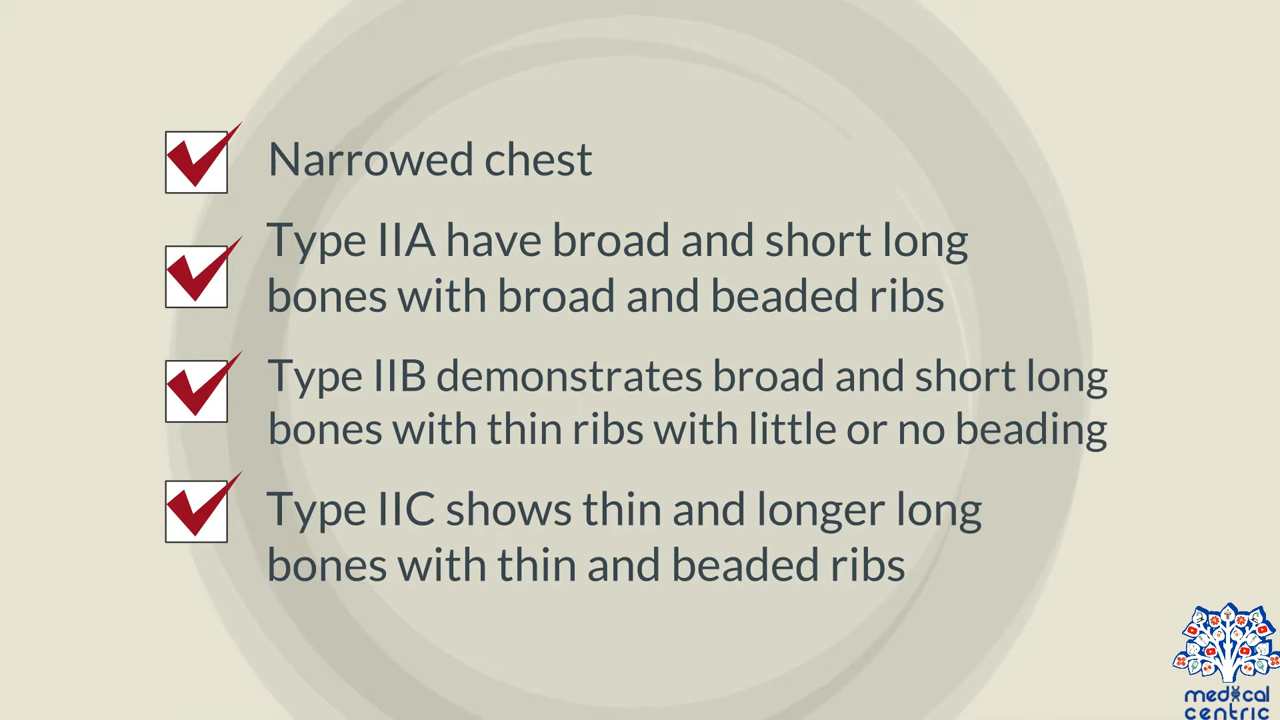 Narrowed chest
Type IIA have broad and short long
bones with broad and beaded ribs
Type IIB demonstrates broad and short long
bones with thin ribs with little or no beading
Type IIC shows thin and longer long
bones with thin and beaded ribs
medical
centric